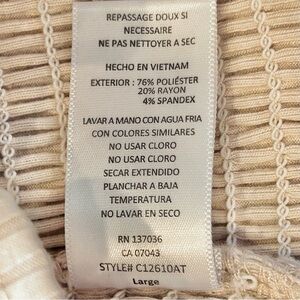 REPASSAGE DOUX SI
NECESSAIRE
NE PAS NETTOYER A SEC
HECHO EN VIETNAM
EXTERIOR : 76% POLIÉSTER
20% RAYON
4% SPANDEX
LAVAR A MANO CON AGUA FRIA
CON COLORES SIMILARES
NO USAR CLORO
NO USAR CLORO
SECAR EXTENDIDO
PLANCHAR A BAJA
TEMPERATURA
NO LAVAR EN SECO
RN 137036
CA 07043
STYLE# C12610AT
Large